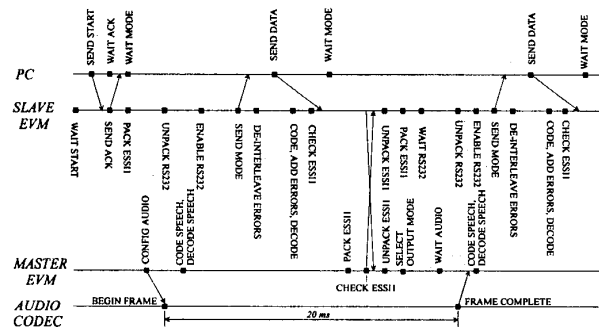 SEND START
WAIT ACK
WAIT MODE
SEND DATA
WAIT MODE
SEND DATA
WAIT MODE
PC
SLAVE
EVM
WAIT START
SEND ACK
PACK ESSI1
UNPACK RS232
ENABLE RS232
SEND MODE
DE-INTERLEAVE ERRORS
CODE, ADD ERRORS, DECODE
CHECK ESSI1
UNPACK ESSI1
PACK ESSI1
WAIT RS232
UNPACK RS232
ENABLE RS232
SEND MODE
DE-INTERLEAVE ERRORS
CODE, ADD ERRORS, DECODE
CHECK ESSI1
CONFIG AUDIO
CODE SPEECH,
DECODE SPEECH
PACK ESSI1
UNPACK ESSI1
SELECT
OUTPUT MODE
WAIT AUDIO
CODE SPEECH,
DECODE SPEECH
MASTER
EVM
CHECK ESSI1
AUDIO
CODEC
BEGIN FRAME
FRAME COMPLETE
20 ms